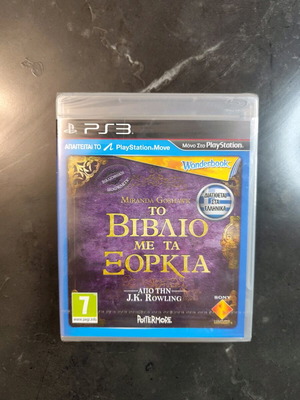 PS3
ΑΠΑΙΤΕΙΤΑΙ ΤΟ PlayStation Move
Μόνο Στο PlayStation
Wonderbook
MIRANDA GOSHAWK
ΤΟ
ΒΙΒΛΙΟ
ΜΕ ΤΑ
ΞΟΡΚΙΑ
ΑΠΟ ΤΗΝ
J.K. ROWLING
7
www.pegi.info
POTTERMORE
SONY